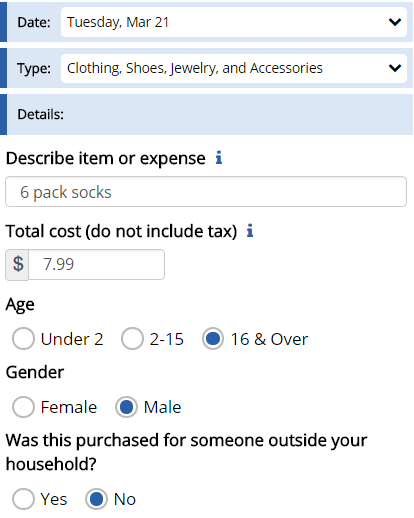 Date: Tuesday, Mar 21
Type: Clothing, Shoes, Jewelry, and Accessories
Details:
Describe item or expense i
6 pack socks
Total cost (do not include tax) i
$ 7.99
Age
Under 2 2-15 16 & Over
Gender
Female Male
Was this purchased for someone outside your
household?
Yes No